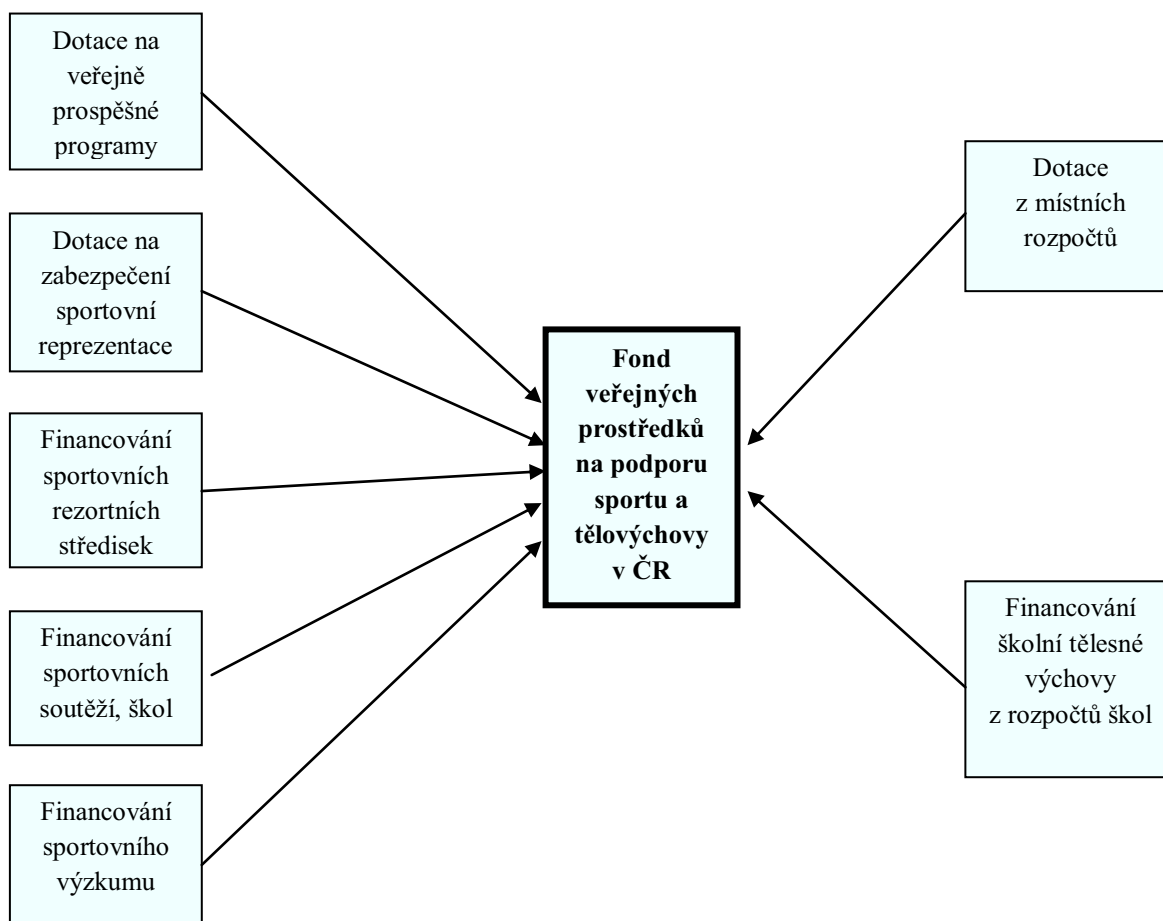 Dotace na
veřejně
prospěšné
programy
Dotace na
zabezpečení
sportovní
reprezentace
Financování
sportovních
rezortních
středisek
Financování
sportovních
soutěží, škol
Financování
sportovního
výzkumu
Fond
veřejných
prostředků
na podporu
sportu a
tělovýchovy
v ČR
Dotace
z místních
rozpočtů
Financování
školní tělesné
výchovy
z rozpočtů škol